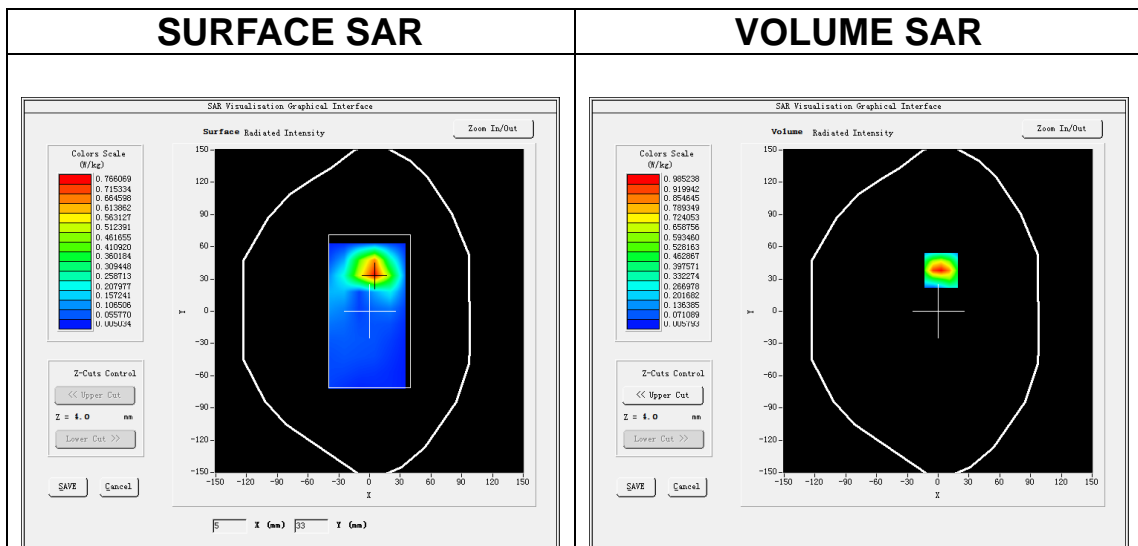 SURFACE SAR
VOLUME SAR
SAR Visualisation Graphical Interface
Surface Radiated Intensity
Zoom In/Out
Colors Scale
(W/kg)
0.766069
0.715334
0.664598
0.613862
0.563127
0.512391
0.461655
0.410920
0.360184
0.309448
0.258713
0.207977
0.157241
0.106506
0.055770
0.005034
Z-Cuts Control
<< Upper Cut
Z = 4.0 mm
Lower Cut >>
SAVE
Cancel
150
120
90
60
30
0
-30
-60
-90
-120
-150
Y
-150 -120 -90 -60 -30 0 30 60 90 120 150
X
5 X (mm) 33 Y (mm)
SAR Visualisation Graphical Interface
Volume Radiated Intensity
Zoom In/Out
Colors Scale
(W/kg)
0.985238
0.919942
0.854645
0.789349
0.724053
0.658756
0.593460
0.528163
0.462867
0.397571
0.332274
0.266978
0.201682
0.136385
0.071089
0.005793
Z-Cuts Control
<< Upper Cut
Z = 4.0 mm
Lower Cut >>
SAVE
Cancel
150
120
90
60
30
0
-30
-60
-90
-120
-150
Y
-150 -120 -90 -60 -30 0 30 60 90 120 150
X